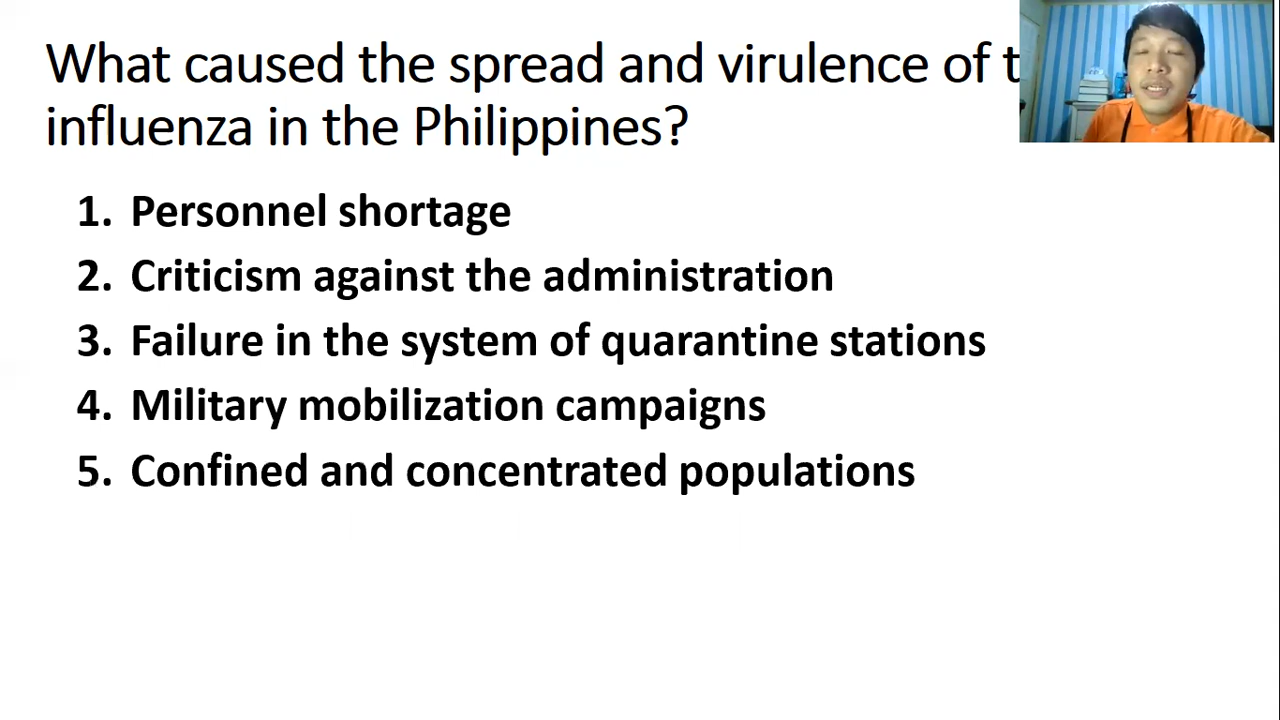 What caused the spread and virulence of
influenza in the Philippines?
1. Personnel shortage
2. Criticism against the administration
3. Failure in the system of quarantine stations
4. Military mobilization campaigns
5. Confined and concentrated populations